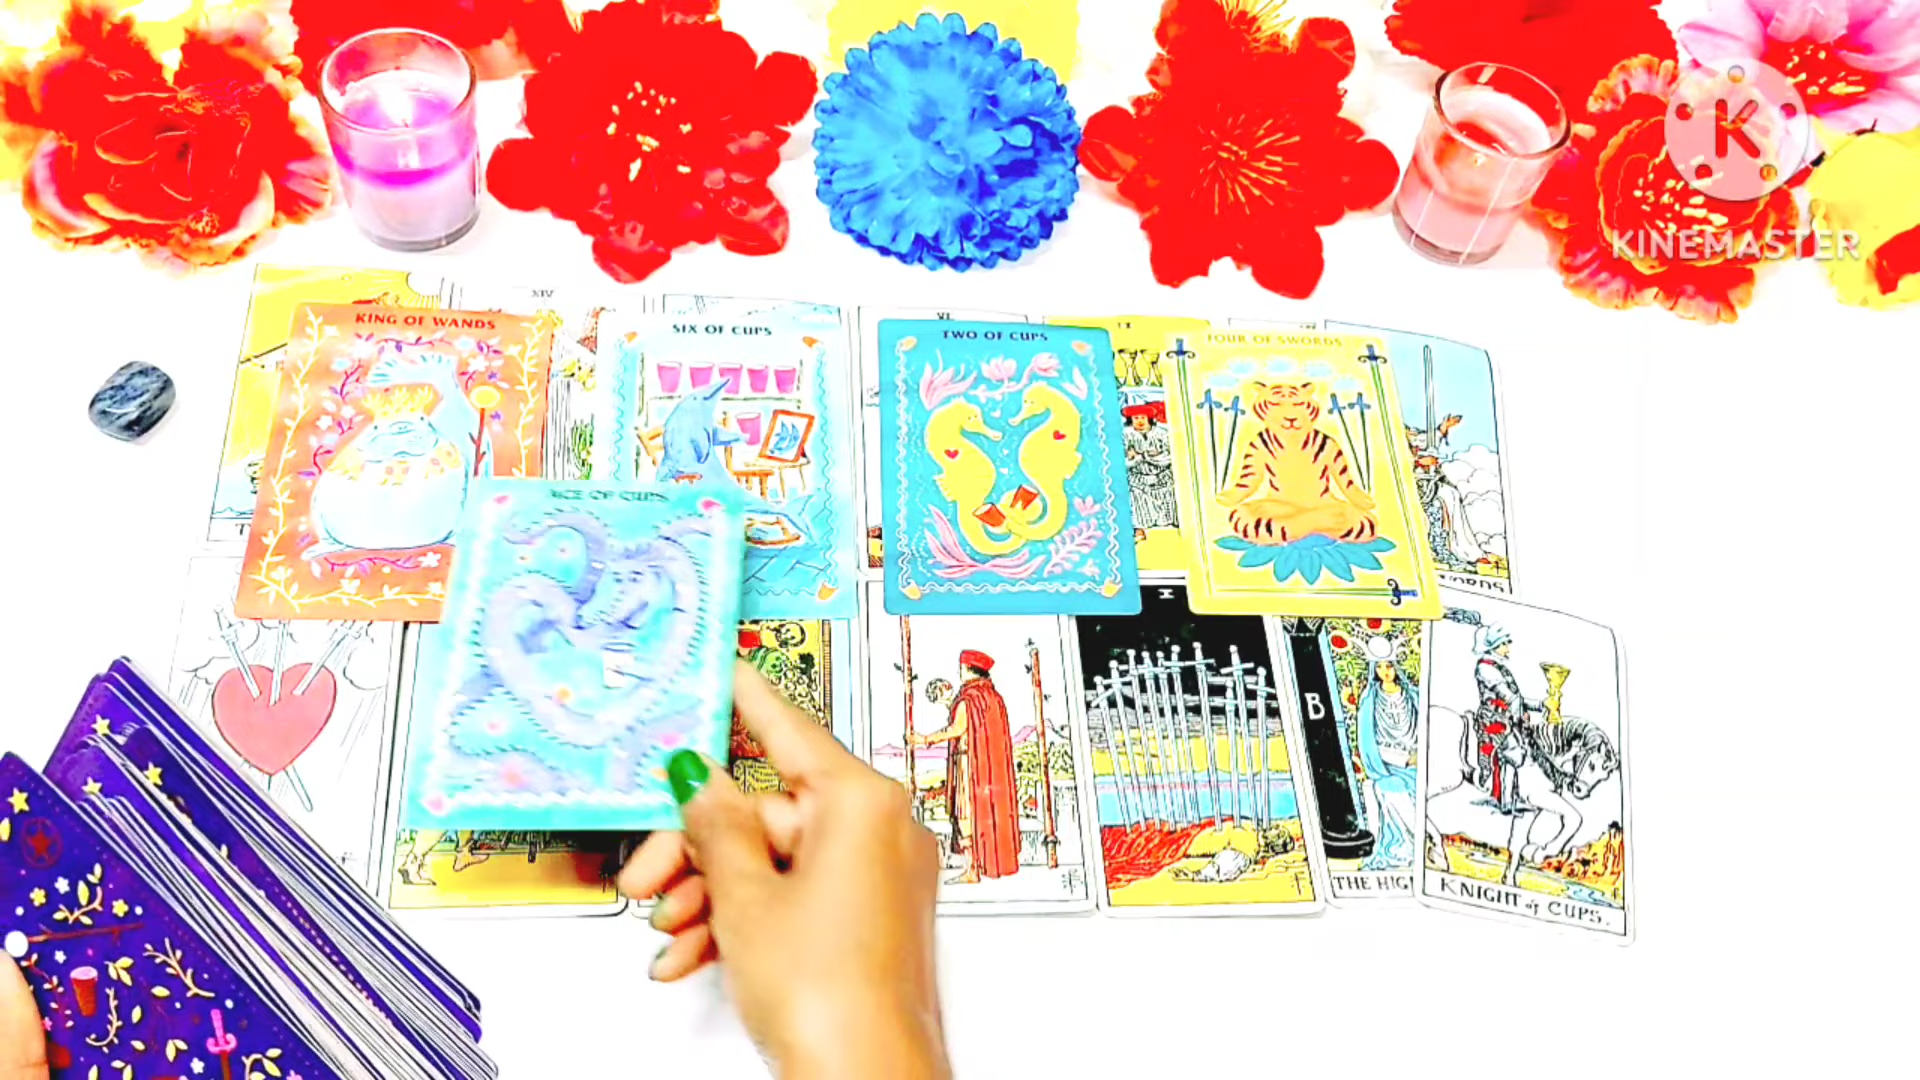 K
KINEMASTER
XIV
VI
KING OF WANDS
SIX OF CUPS
TWO OF CUPS
FOUR OF SWORDS
ACE OF CUPS
WORDS
X
B
THE HIG
KNIGHT of CUPS.